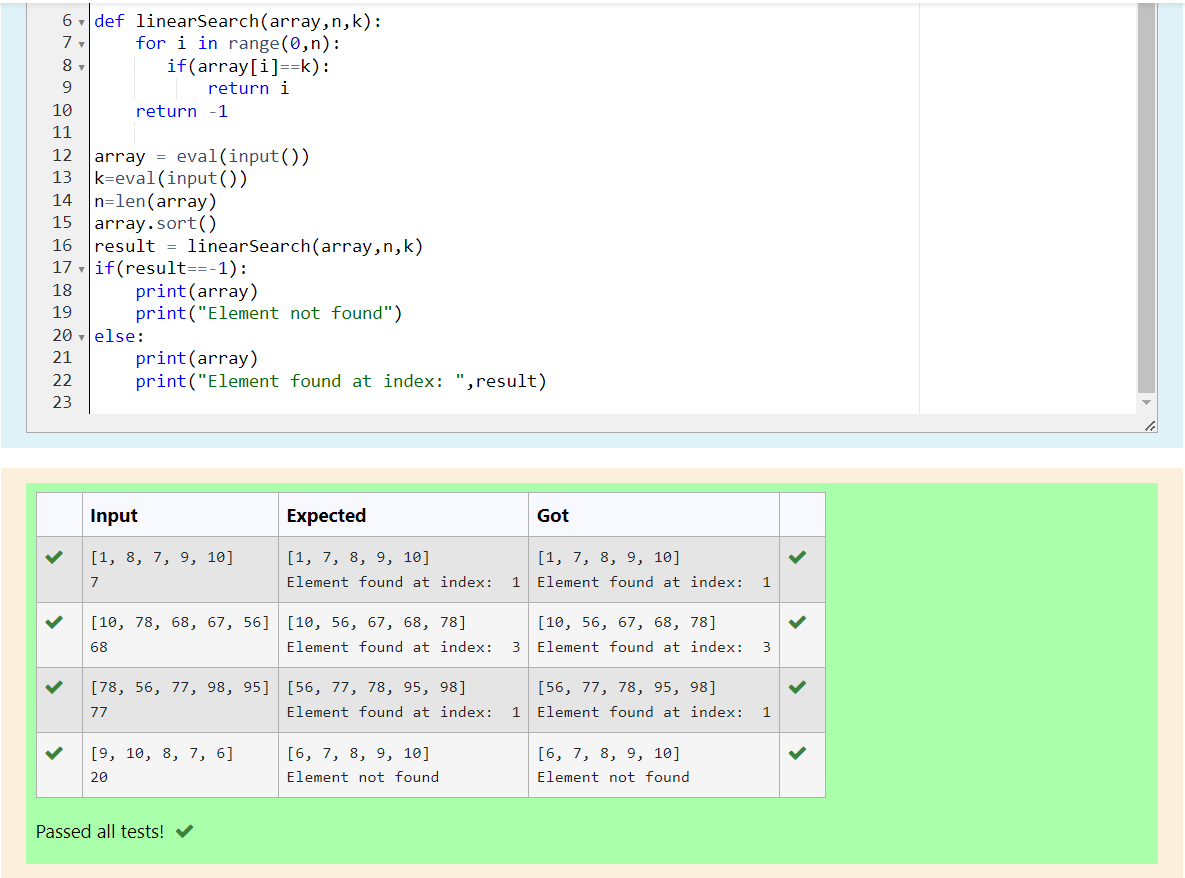 6 def linearSearch(array,n,k):
7     for i in range(0,n):
8        if(array[i]==k):
9            return i
10     return -1
11
12 array = eval(input())
13 k=eval(input())
14 n=len(array)
15 array.sort()
16 result = linearSearch(array,n,k)
17 if(result==-1):
18     print(array)
19     print("Element not found")
20 else:
21     print(array)
22     print("Element found at index: ",result)
23
Input Expected Got
[1, 8, 7, 9, 10] [1, 7, 8, 9, 10] [1, 7, 8, 9, 10]
7 Element found at index:  1 Element found at index:  1
[10, 78, 68, 67, 56] [10, 56, 67, 68, 78] [10, 56, 67, 68, 78]
68 Element found at index:  3 Element found at index:  3
[78, 56, 77, 98, 95] [56, 77, 78, 95, 98] [56, 77, 78, 95, 98]
77 Element found at index:  1 Element found at index:  1
[9, 10, 8, 7, 6] [6, 7, 8, 9, 10] [6, 7, 8, 9, 10]
20 Element not found Element not found
Passed all tests!